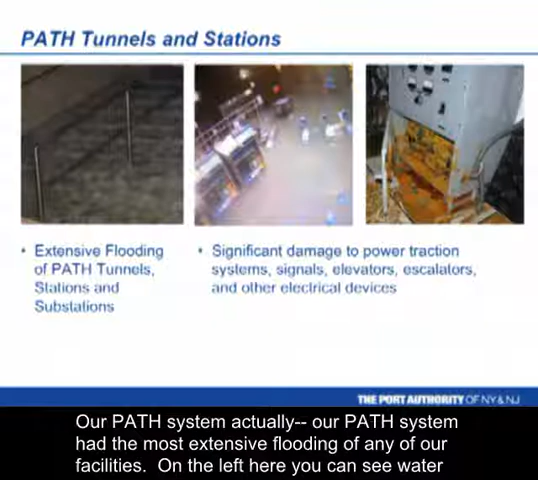 PATH Tunnels and Stations
• Extensive Flooding
of PATH Tunnels,
Stations and
Substations
• Significant damage to power traction
systems, signals, elevators, escalators,
and other electrical devices
THE PORT AUTHORITY OF NY & NJ
Our PATH system actually-- our PATH system
had the most extensive flooding of any of our
facilities.  On the left here you can see water